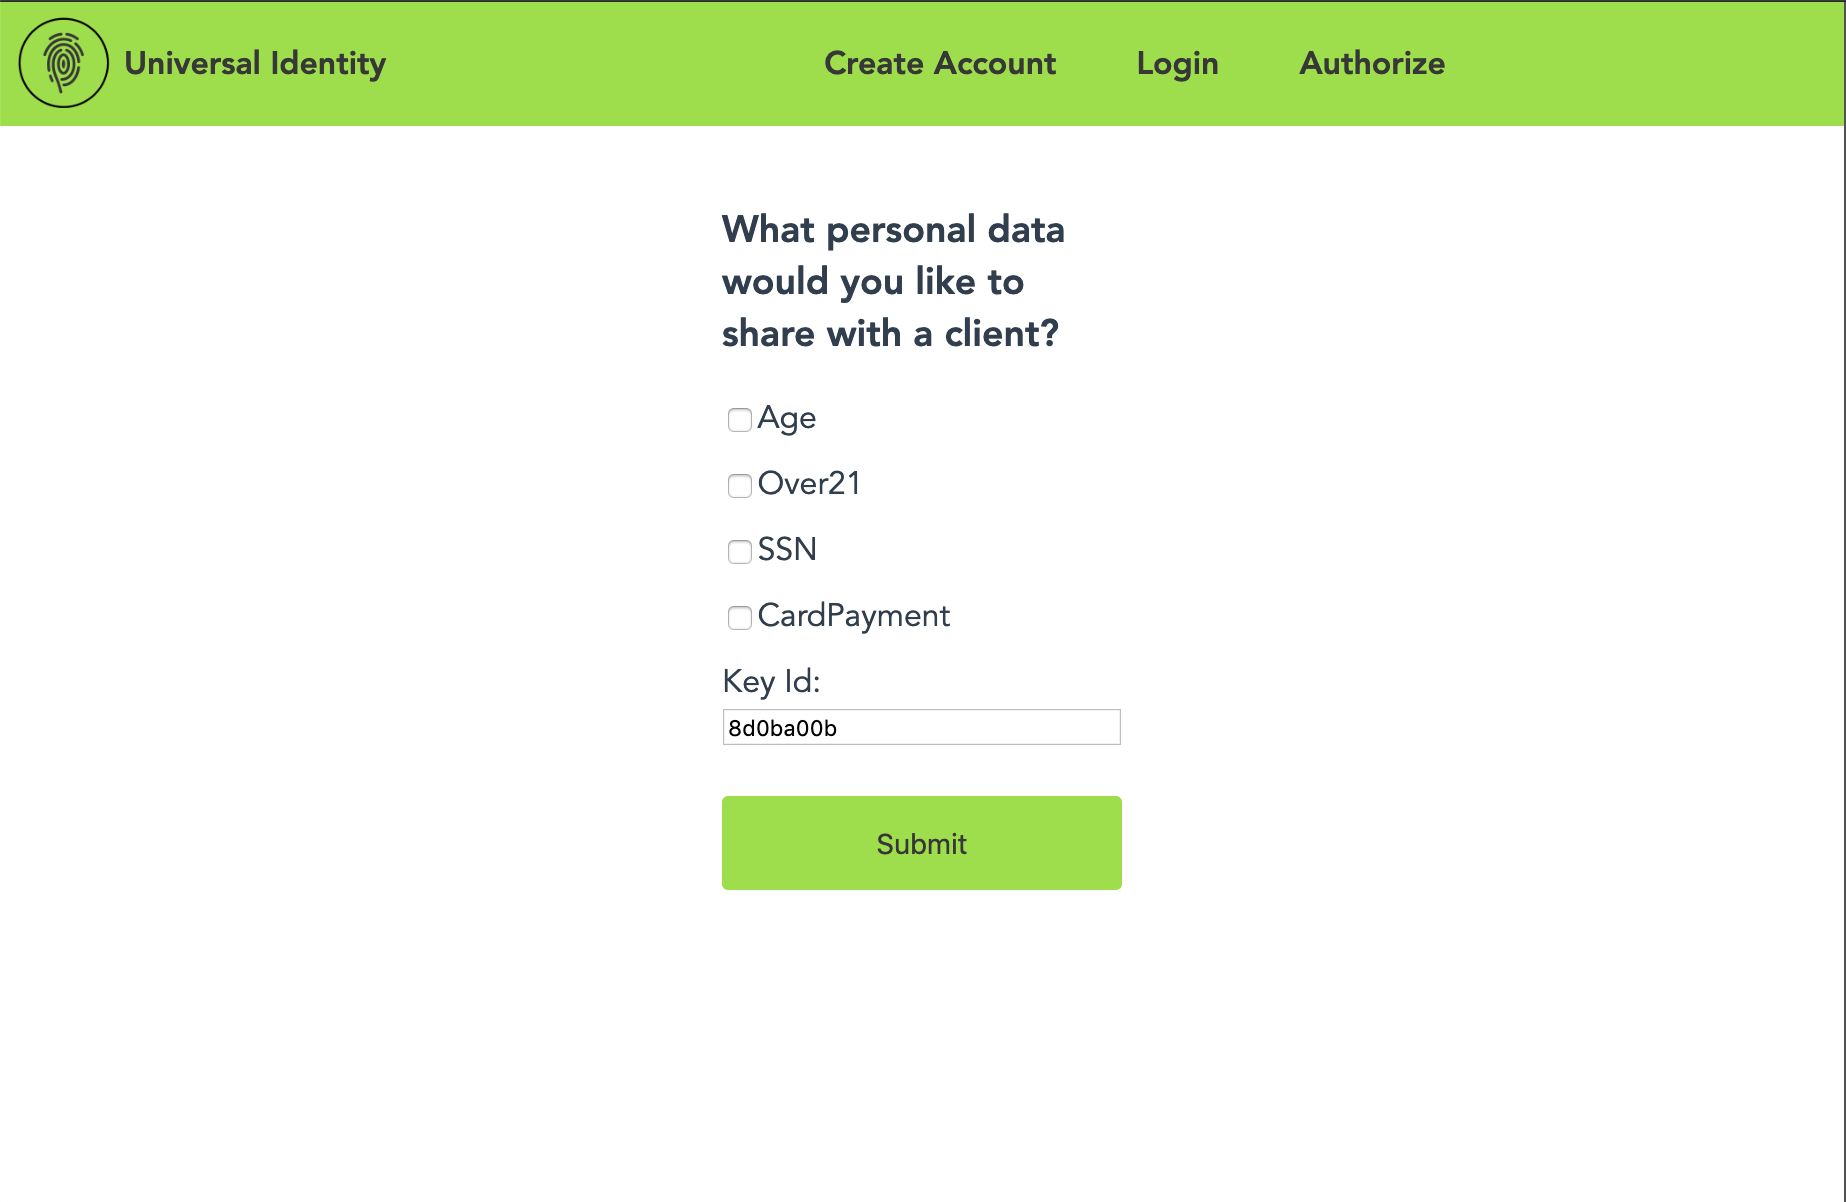 Universal Identity
Create Account
Login
Authorize
What personal data
would you like to
share with a client?
Age
Over21
SSN
CardPayment
Key Id:
8d0ba00b
Submit